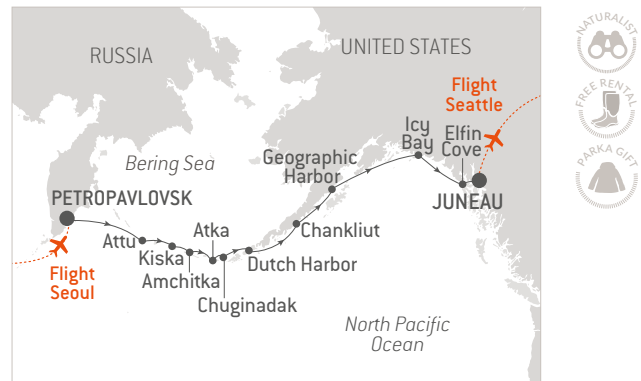 RUSSIA
UNITED STATES
Flight
Seattle
Bering Sea
Icy
Bay
Elfin
Cove
Geographic
Harbor
PETROPAVLOVSK
JUNEAU
Atka
Chankliut
Attu
Kiska
Dutch Harbor
Amchitka
Flight
Seoul
Chuginadak
North Pacific
Ocean
NATURALIST
FREE RENTAL
PARKA GIFT